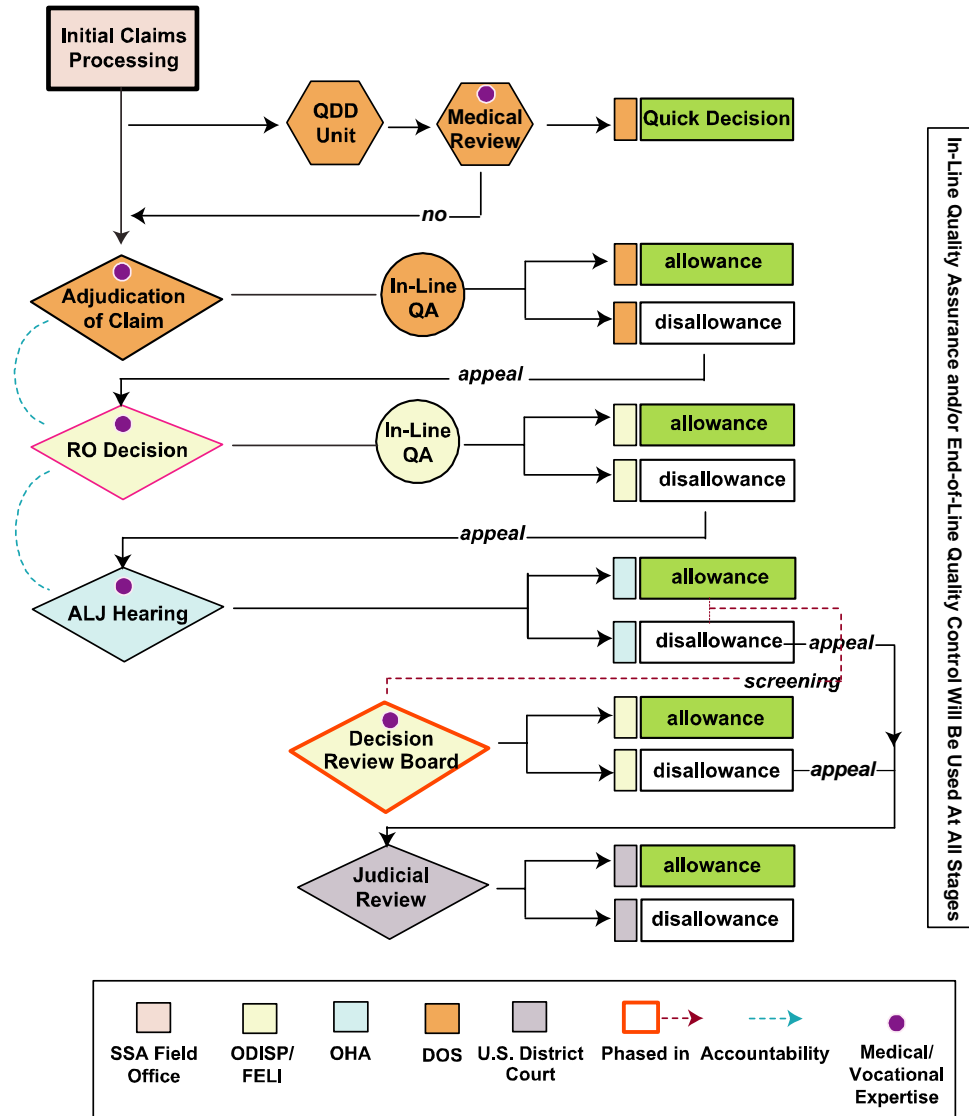 Initial Claims
Processing
QDD
Unit
Medical
Review
Quick Decision
no
Adjudication
of Claim
In-Line
QA
allowance
disallowance
appeal
RO Decision
In-Line
QA
allowance
disallowance
appeal
ALJ Hearing
allowance
disallowance
appeal
screening
Decision
Review Board
allowance
disallowance
appeal
Judicial
Review
allowance
disallowance
In-Line Quality Assurance and/or End-of-Line Quality Control Will Be Used At All Stages
SSA Field
Office
ODISP/
FELI
OHA
DOS
U.S. District
Court
Phased in
Accountability
Medical/
Vocational
Expertise